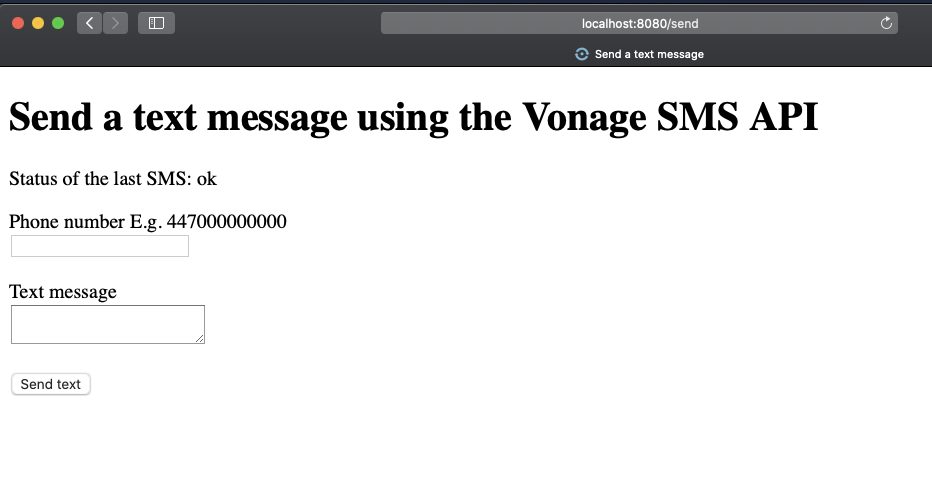 localhost:8080/send
Send a text message
Send a text message using the Vonage SMS API
Status of the last SMS: ok
Phone number E.g. 447000000000
Text message
Send text